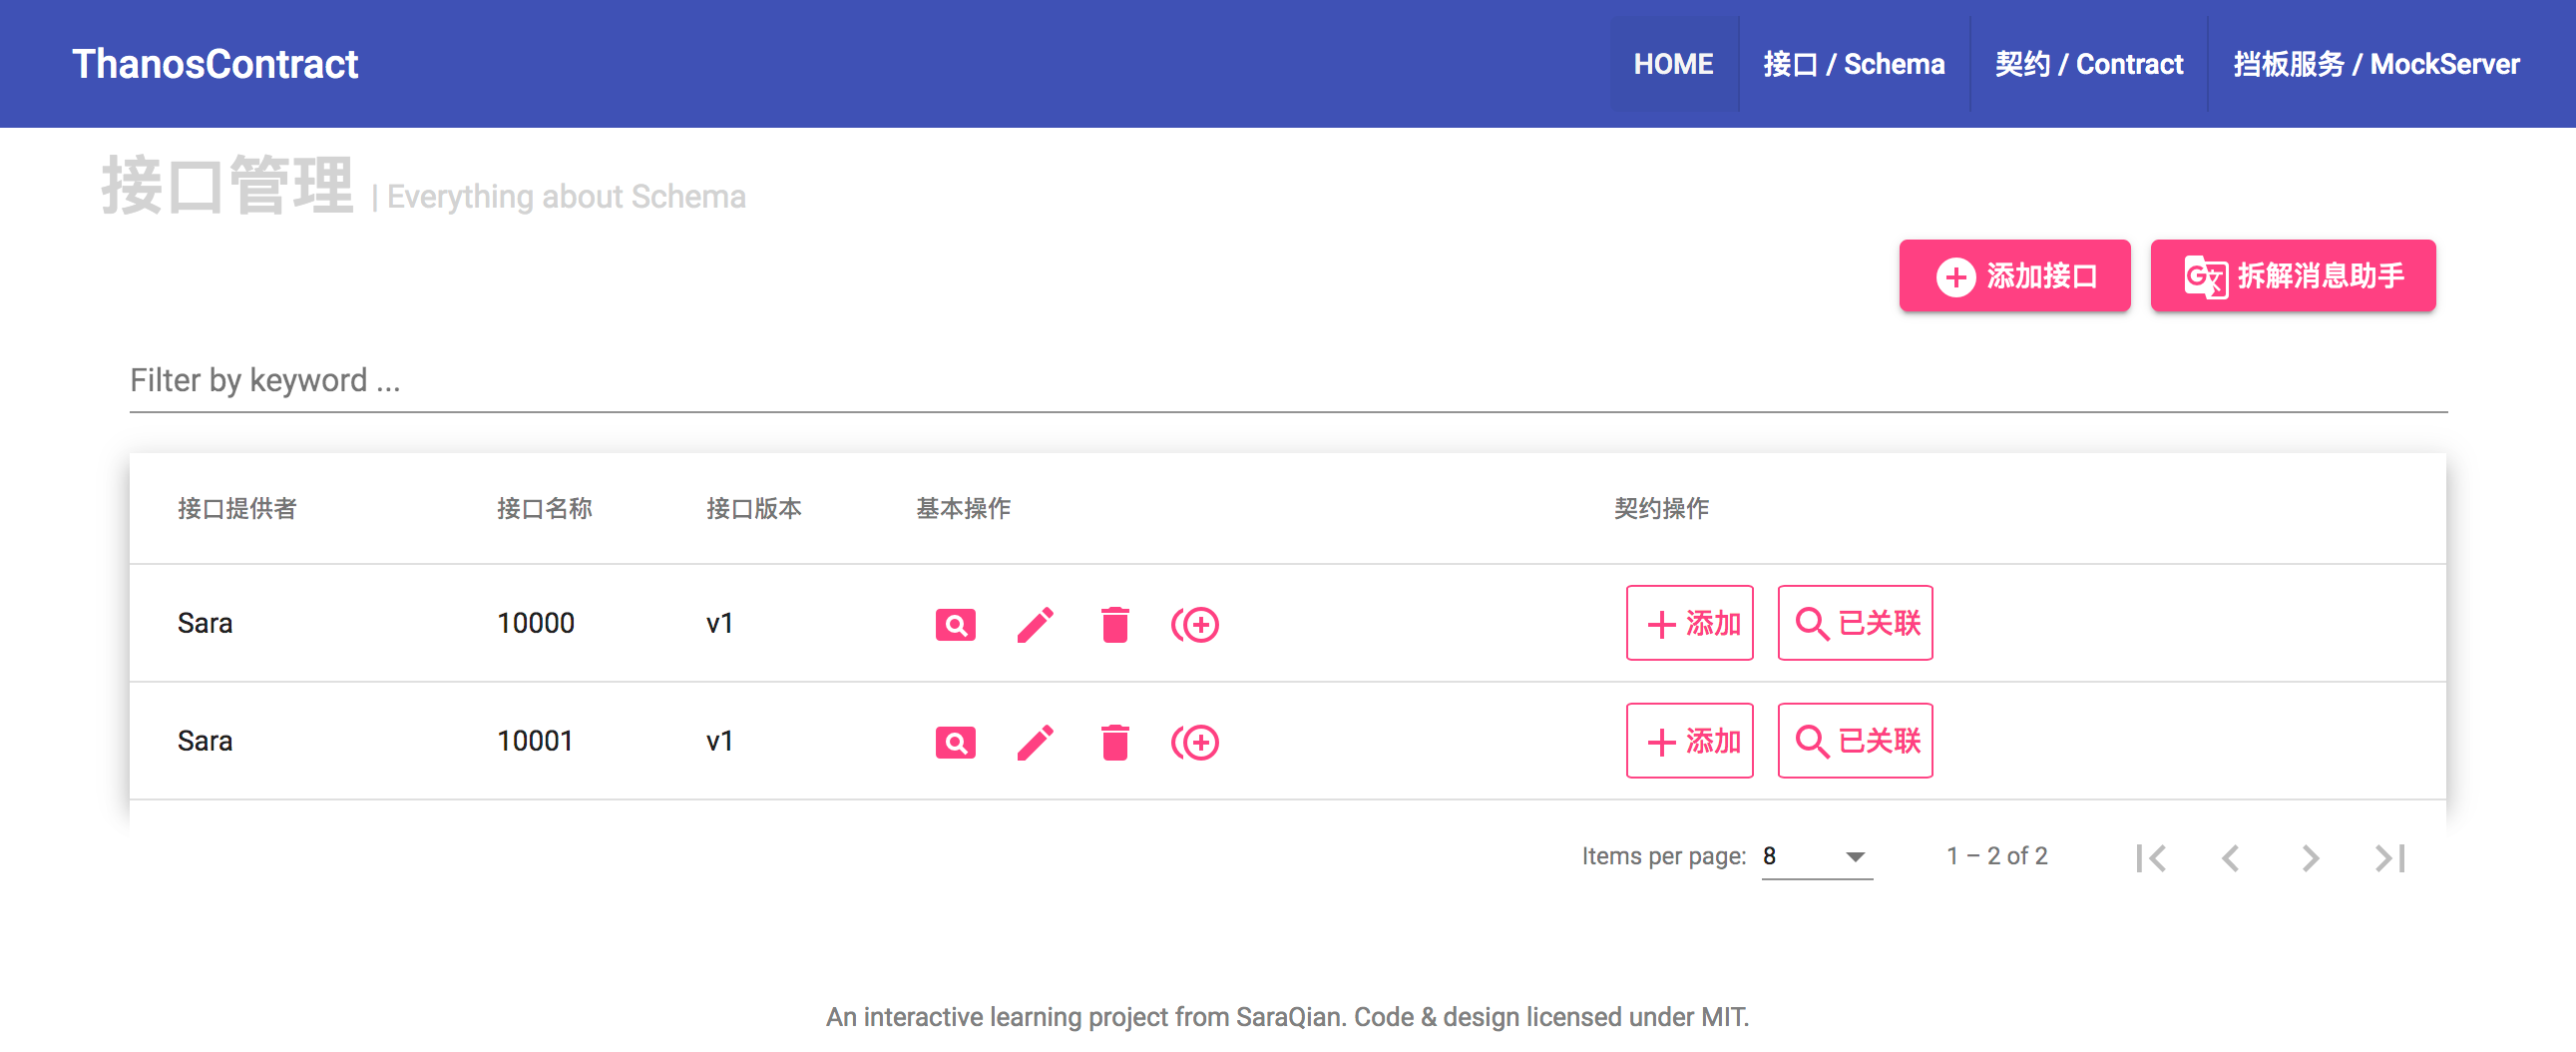 ThanosContract
HOME
接口 / Schema
契约 / Contract
挡板服务 / MockServer
接口管理 | Everything about Schema
添加接口
拆解消息助手
Filter by keyword ...
接口提供者 接口名称 接口版本 基本操作 契约操作
Sara 10000 v1 添加 已关联
Sara 10001 v1 添加 已关联
Items per page: 8 1 – 2 of 2
An interactive learning project from SaraQian. Code & design licensed under MIT.